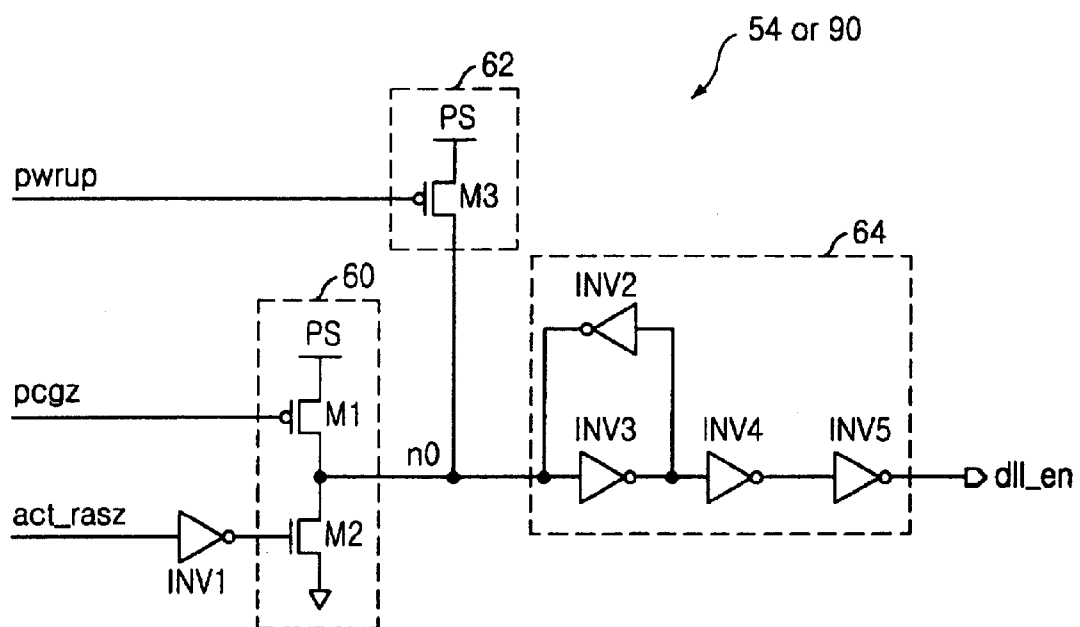 54 or 90
62
PS
pwrup
M3
64
60
INV2
PS
pcgz
M1
n0
INV3
INV4
INV5
dll_en
act_rasz
M2
INV1